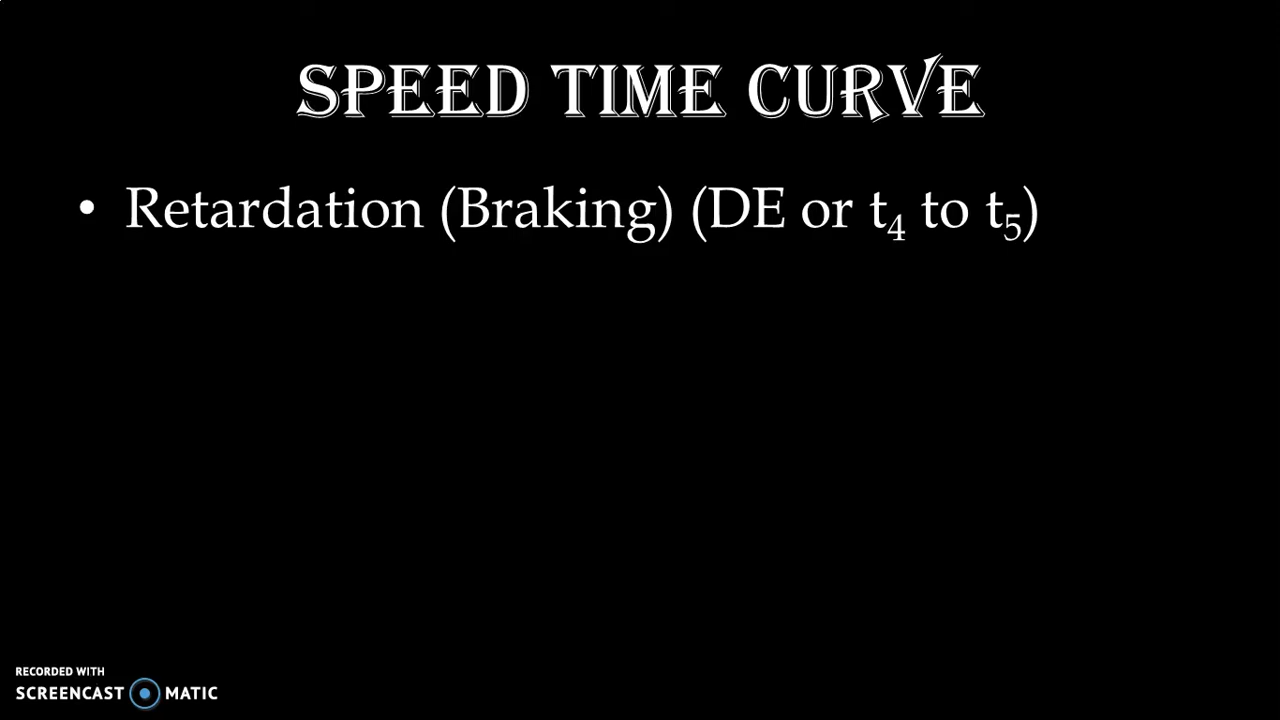 SPEED TIME CURVE
• Retardation (Braking) (DE or t₄ to t₅)
RECORDED WITH
SCREENCAST MATIC